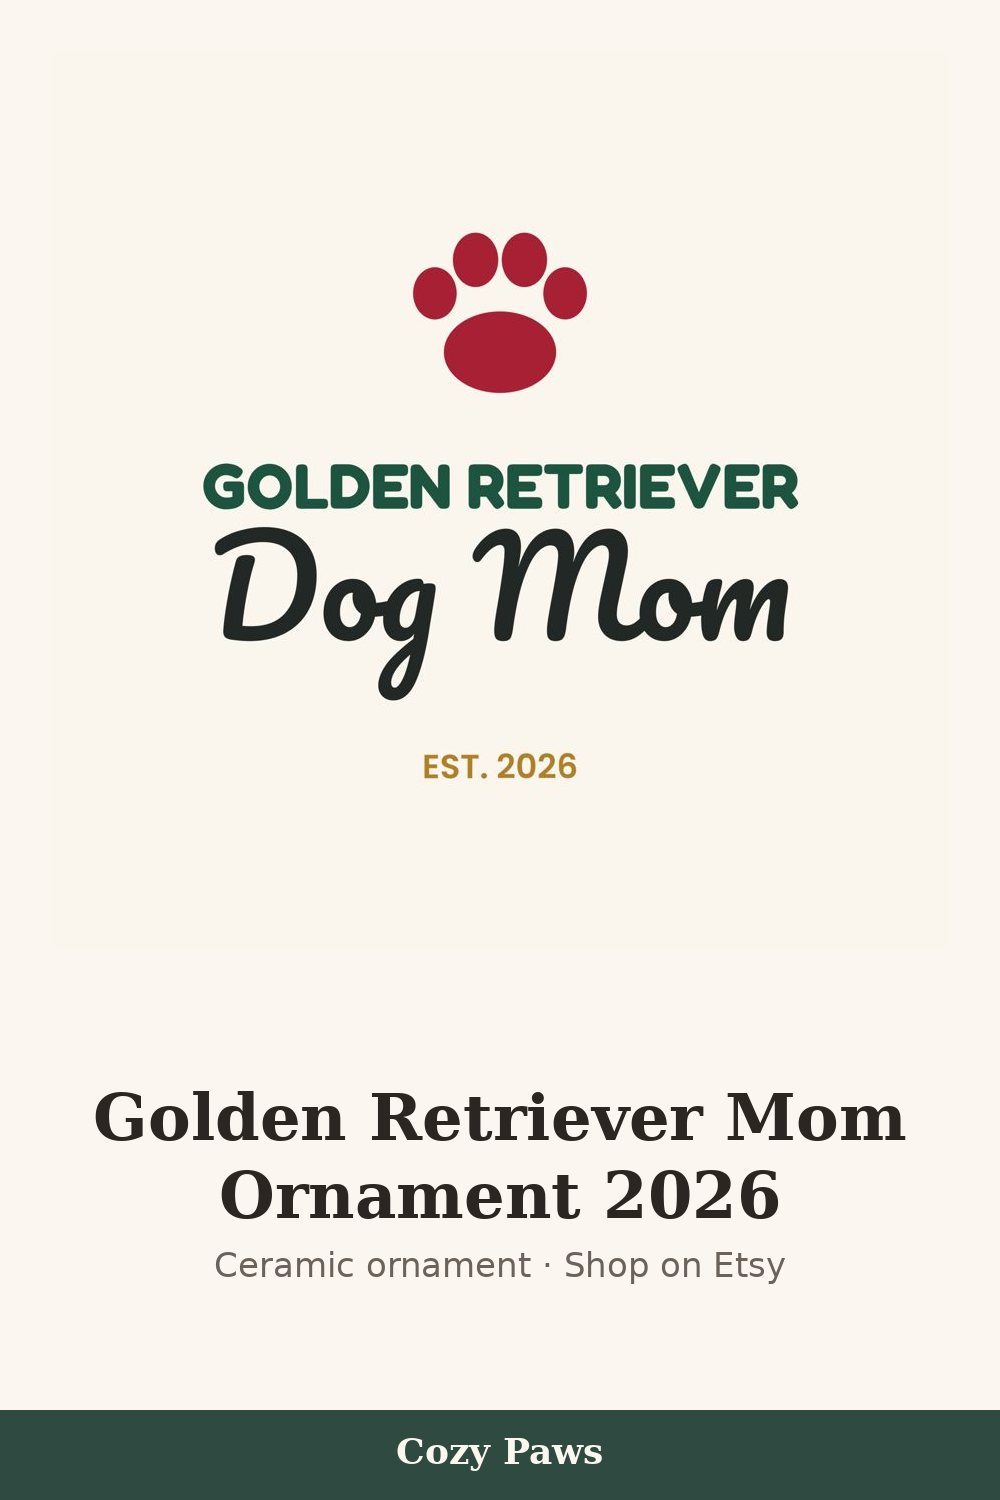 GOLDEN RETRIEVER
Dog Mom
EST. 2026
Golden Retriever Mom
Ornament 2026
Ceramic ornament · Shop on Etsy
Cozy Paws